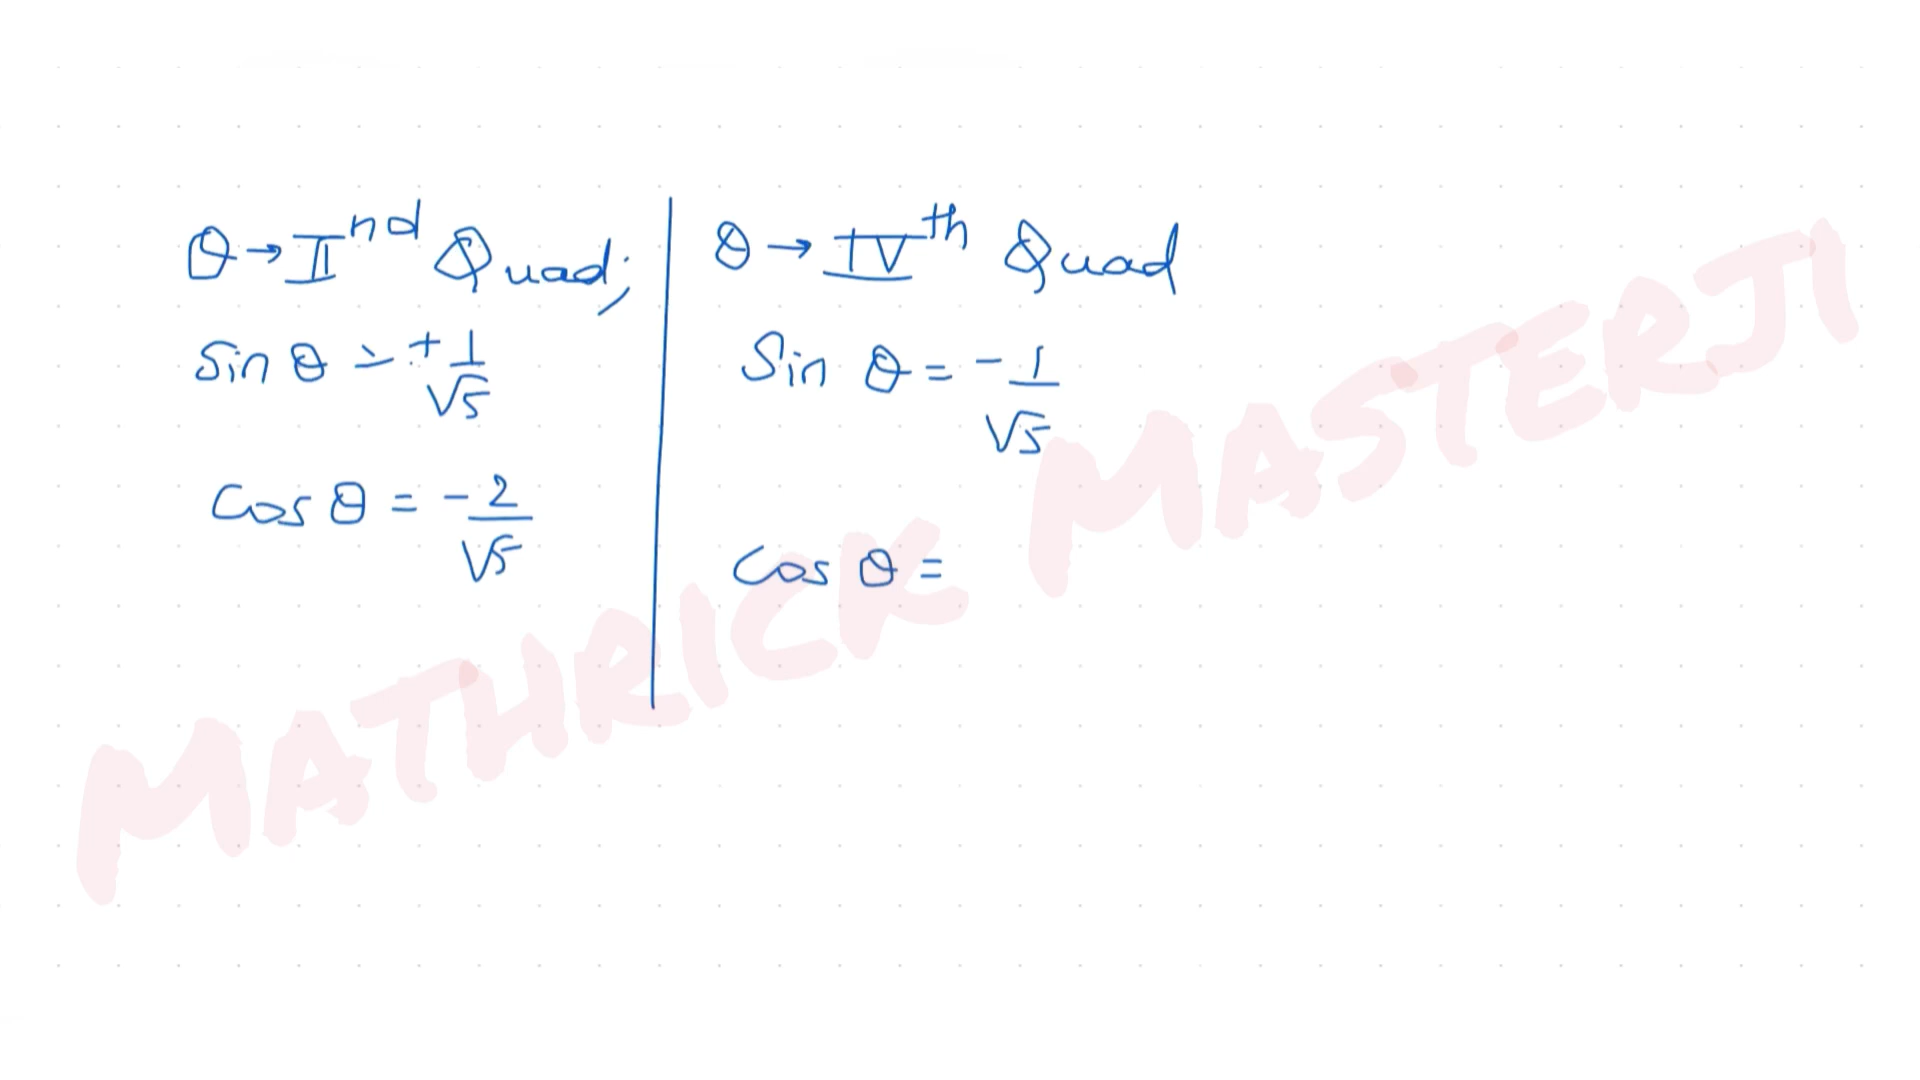 θ → IInd Quad;
Sin θ = + 1/√5
Cos θ = - 2/√5
θ → IVth Quad
Sin θ = - 1/√5
Cos θ =
MATHRICK MASTERJI